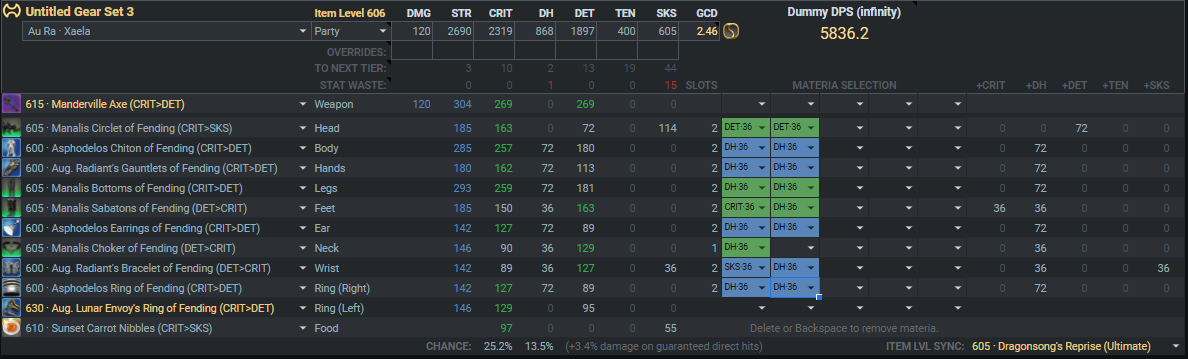 Untitled Gear Set 3 Item Level 606 DMG STR CRIT DH DET TEN SKS GCD Dummy DPS (infinity)
Au Ra · Xaela Party 120 2690 2319 868 1897 400 605 2.46 5836.2
OVERRIDES:
TO NEXT TIER: 3 10 2 13 19 44
STAT WASTE: 0 0 1 0 0 15 SLOTS MATERIA SELECTION +CRIT +DH +DET +TEN +SKS
615 · Manderville Axe (CRIT>DET) Weapon 120 304 269 0 269 0 0
605 · Manalis Circlet of Fending (CRIT>SKS) Head 185 163 0 72 0 114 2 DET·36 DET·36 0 0 72 0 0
600 · Asphodelos Chiton of Fending (CRIT>DET) Body 285 257 72 180 0 0 2 DH·36 DH·36 0 72 0 0 0
600 · Aug. Radiant's Gauntlets of Fending (CRIT>DET) Hands 180 162 72 113 0 0 2 DH·36 DH·36 0 72 0 0 0
605 · Manalis Bottoms of Fending (CRIT>DET) Legs 293 259 72 181 0 0 2 DH·36 DH·36 0 72 0 0 0
605 · Manalis Sabatons of Fending (DET>CRIT) Feet 185 150 36 163 0 0 2 CRIT·36 DH·36 36 36 0 0 0
600 · Asphodelos Earrings of Fending (CRIT>DET) Ear 142 127 72 89 0 0 2 DH·36 DH·36 0 72 0 0 0
605 · Manalis Choker of Fending (DET>CRIT) Neck 146 90 36 129 0 0 1 DH·36 0 36 0 0 0
600 · Aug. Radiant's Bracelet of Fending (DET>CRIT) Wrist 142 89 36 127 0 36 2 SKS·36 DH·36 0 36 0 0 36
600 · Asphodelos Ring of Fending (CRIT>DET) Ring (Right) 142 127 72 89 0 0 2 DH·36 DH·36 0 72 0 0 0
630 · Aug. Lunar Envoy's Ring of Fending (CRIT>DET) Ring (Left) 146 129 0 95 0 0
610 · Sunset Carrot Nibbles (CRIT>SKS) Food 97 0 0 0 55 Delete or Backspace to remove materia.
CHANCE: 25.2% 13.5% (+3.4% damage on guaranteed direct hits) ITEM LVL SYNC: 605 · Dragonsong's Reprise (Ultimate)